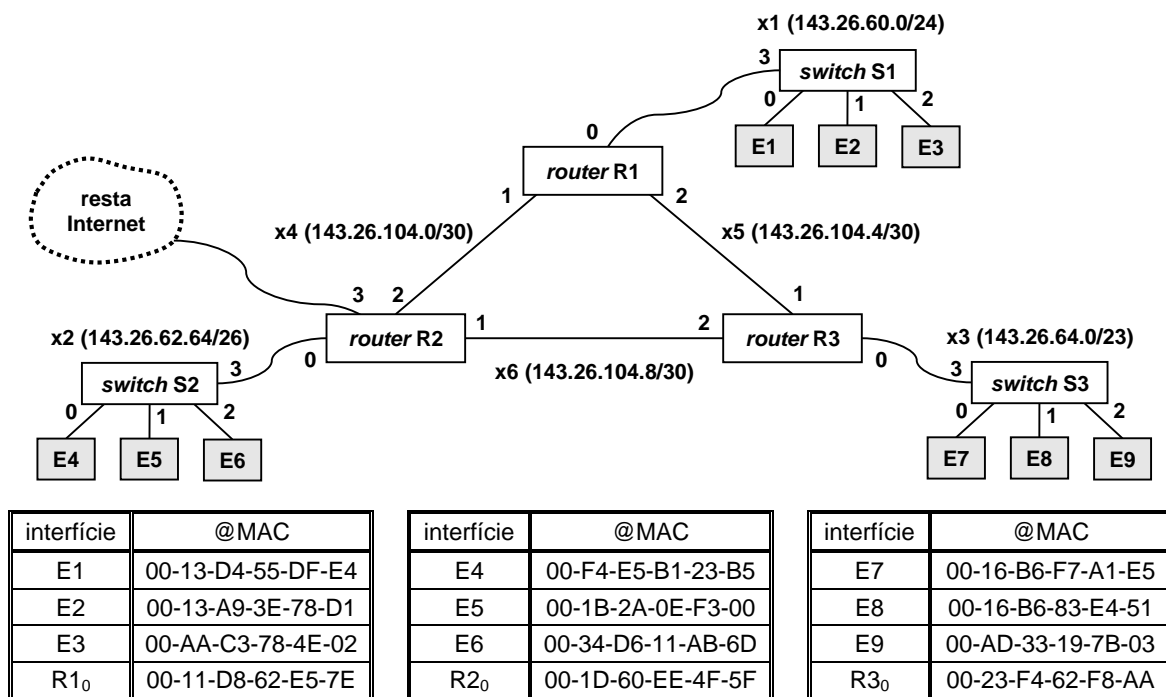 x1 (143.26.60.0/24)
3
switch S1
0
1
2
E1
E2
E3
0
router R1
1
2
resta
Internet
x4 (143.26.104.0/30)
x5 (143.26.104.4/30)
3
2
1
x2 (143.26.62.64/26)
router R2
1
2
router R3
x3 (143.26.64.0/23)
0
0
x6 (143.26.104.8/30)
3
switch S2
3
switch S3
0
1
2
0
1
2
E4
E5
E6
E7
E8
E9
interfície @MAC
E1 00-13-D4-55-DF-E4
E2 00-13-A9-3E-78-D1
E3 00-AA-C3-78-4E-02
R1₀ 00-11-D8-62-E5-7E
interfície @MAC
E4 00-F4-E5-B1-23-B5
E5 00-1B-2A-0E-F3-00
E6 00-34-D6-11-AB-6D
R2₀ 00-1D-60-EE-4F-5F
interfície @MAC
E7 00-16-B6-F7-A1-E5
E8 00-16-B6-83-E4-51
E9 00-AD-33-19-7B-03
R3₀ 00-23-F4-62-F8-AA